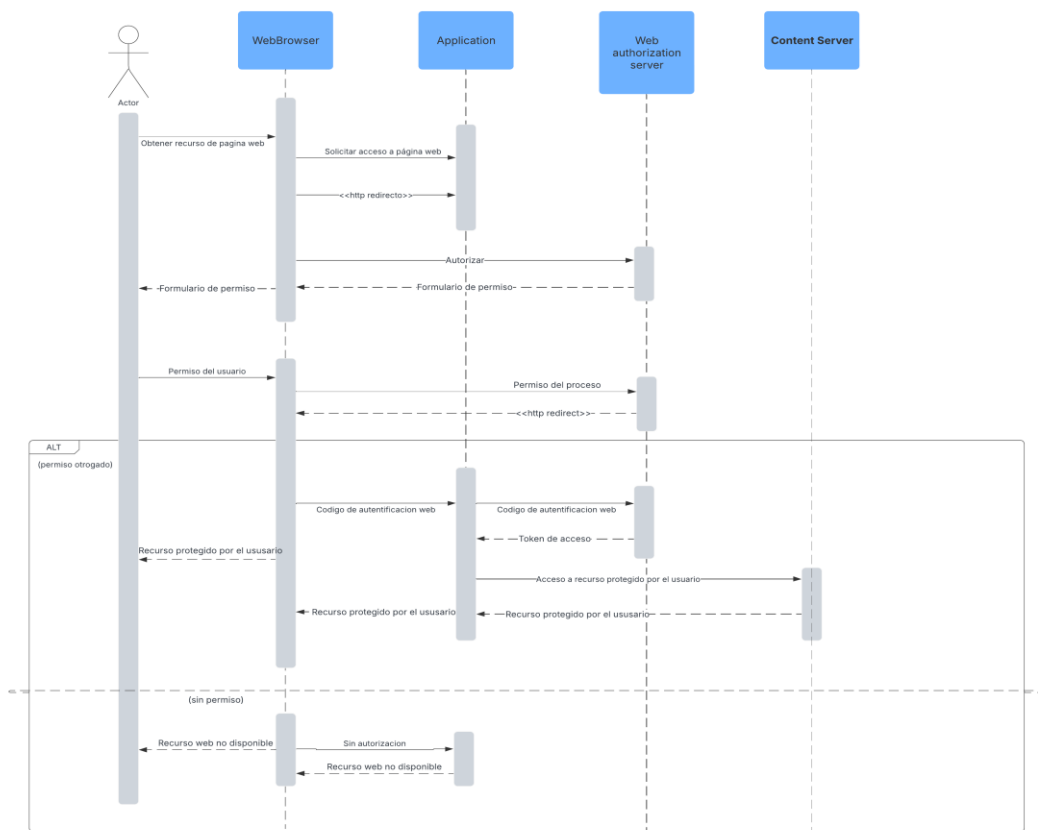 WebBrowser
Application
Web
authorization
server
Content Server
Actor
Obtener recurso de pagina web
Solicitar acceso a página web
<<http redirecto>>
Autorizar
Formulario de permiso
Formulario de permiso
Permiso del usuario
Permiso del proceso
<<http redirect>>
ALT
(permiso otrogado)
Codigo de autentificacion web
Codigo de autentificacion web
Token de acceso
Recurso protegido por el ususario
Acceso a recurso protegido por el usuario
Recurso protegido por el ususario
Recurso protegido por el ususario
(sin permiso)
Recurso web no disponible
Sin autorizacion
Recurso web no disponible